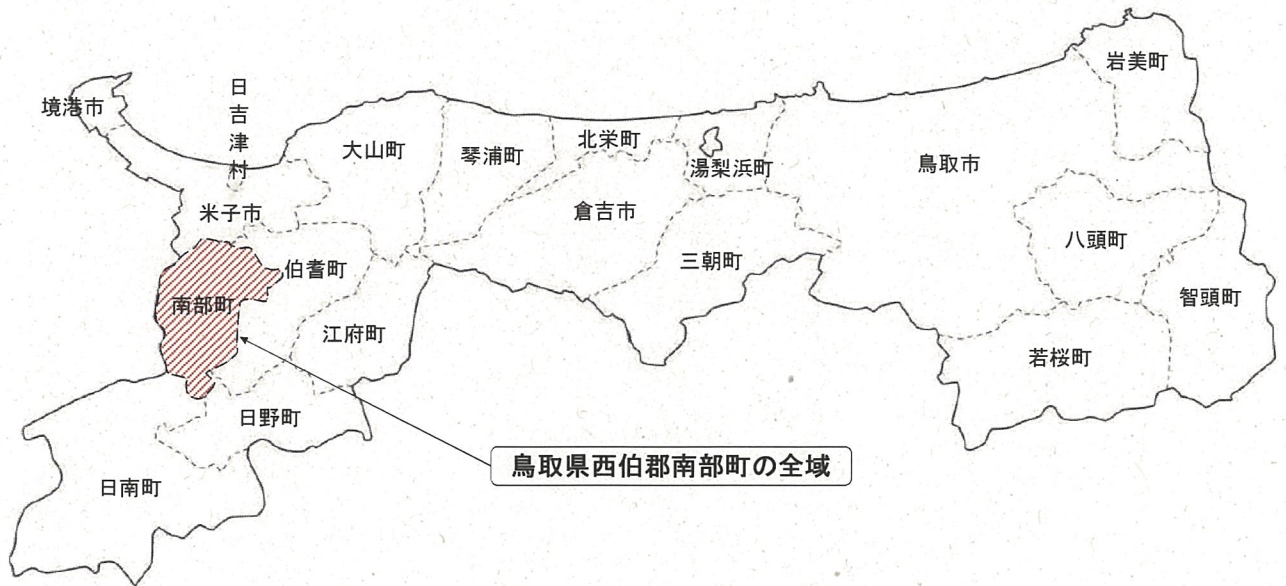 岩美町
境港市
日吉津村
大山町
琴浦町
北栄町
湯梨浜町
鳥取市
米子市
倉吉市
八頭町
三朝町
伯耆町
南部町
智頭町
江府町
若桜町
日野町
鳥取県西伯郡南部町の全域
日南町